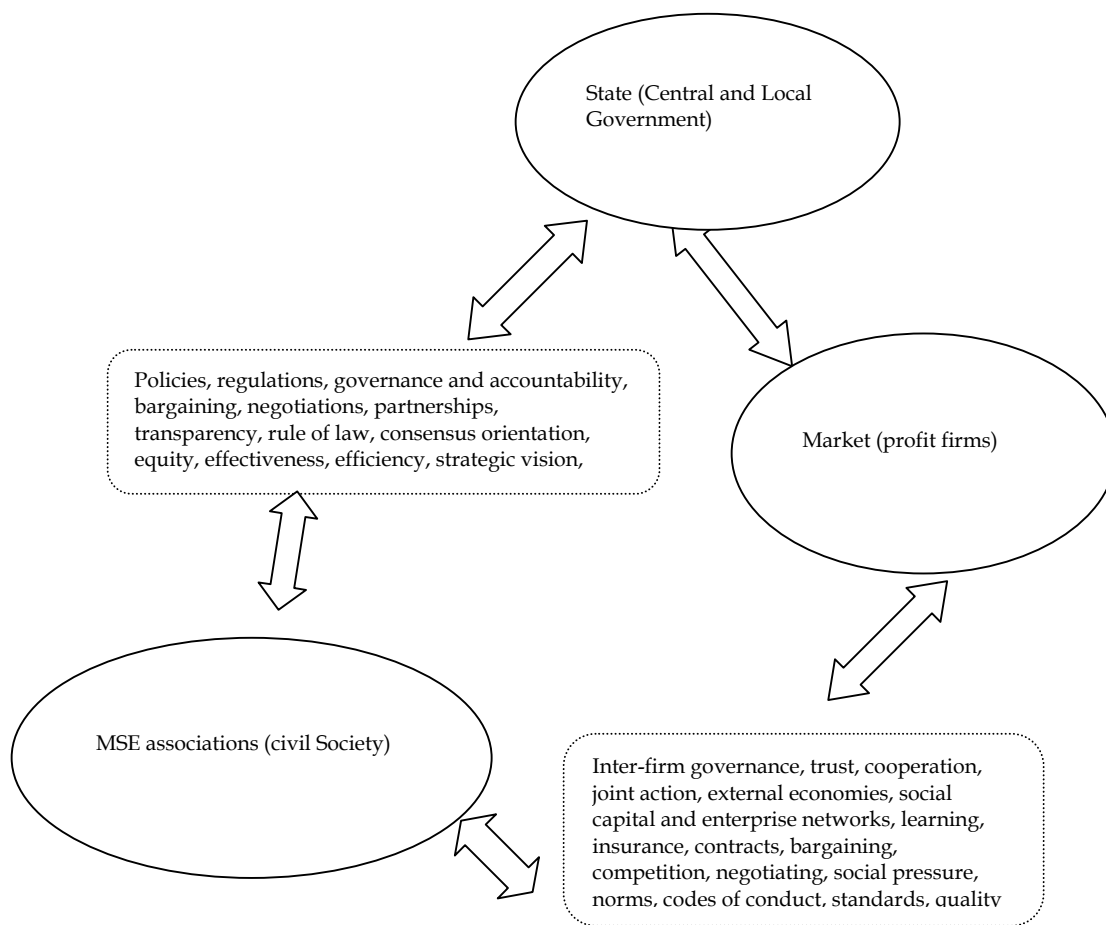 State (Central and Local
Government)
Policies, regulations, governance and accountability,
bargaining, negotiations, partnerships,
transparency, rule of law, consensus orientation,
equity, effectiveness, efficiency, strategic vision,
Market (profit firms)
MSE associations (civil Society)
Inter-firm governance, trust, cooperation,
joint action, external economies, social
capital and enterprise networks, learning,
insurance, contracts, bargaining,
competition, negotiating, social pressure,
norms, codes of conduct, standards, quality